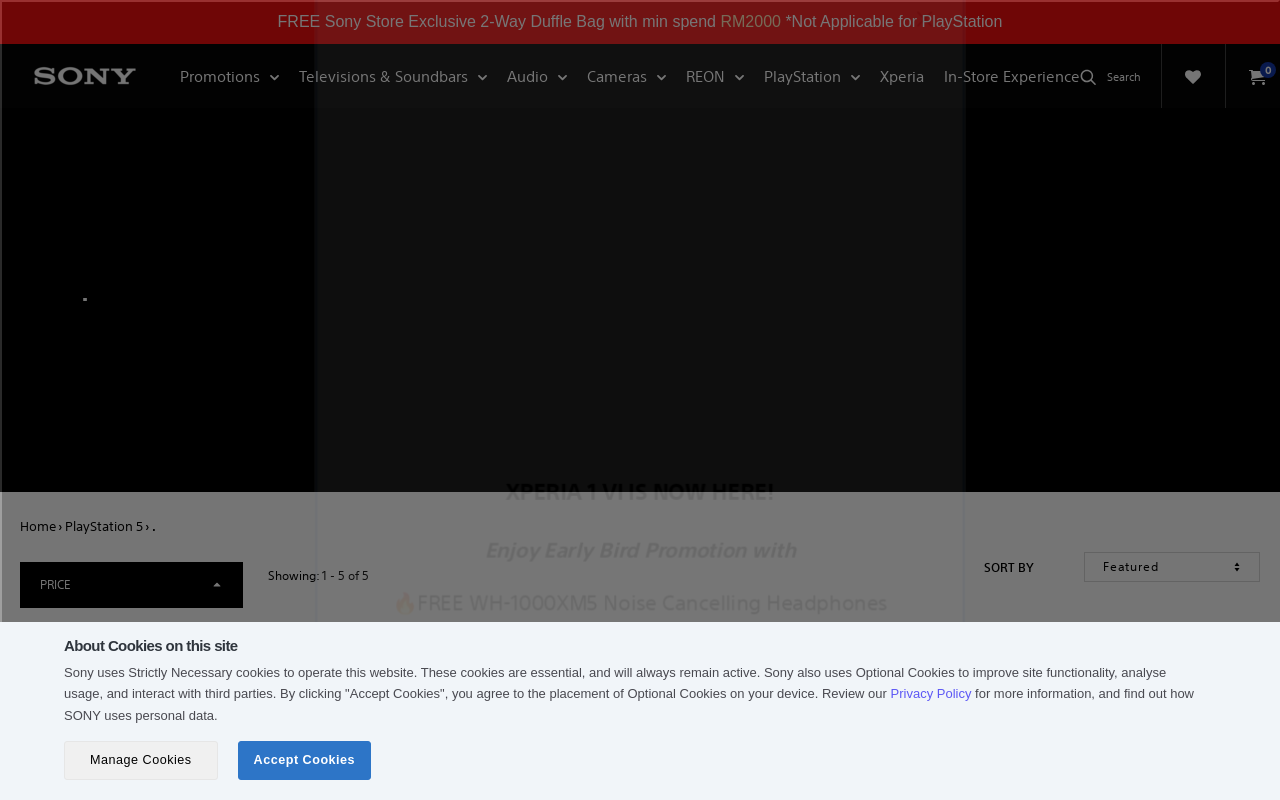 FREE Sony Store Exclusive 2-Way Duffle Bag with min spend RM2000 *Not Applicable for PlayStation
SONY Promotions Televisions & Soundbars Audio Cameras REON PlayStation Xperia In-Store Experience Search 0
.
XPERIA 1 VI IS NOW HERE!
Home › PlayStation 5 › .
Enjoy Early Bird Promotion with
SORT BY Featured
PRICE
Showing: 1 - 5 of 5
🔥FREE WH-1000XM5 Noise Cancelling Headphones
About Cookies on this site
Sony uses Strictly Necessary cookies to operate this website. These cookies are essential, and will always remain active. Sony also uses Optional Cookies to improve site functionality, analyse
usage, and interact with third parties. By clicking "Accept Cookies", you agree to the placement of Optional Cookies on your device. Review our Privacy Policy for more information, and find out how
SONY uses personal data.
Manage Cookies Accept Cookies